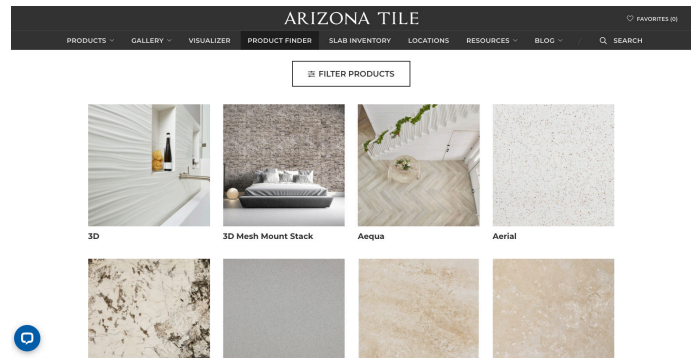 ARIZONA TILE
FAVORITES (0)
PRODUCTS GALLERY VISUALIZER PRODUCT FINDER SLAB INVENTORY LOCATIONS RESOURCES BLOG SEARCH
FILTER PRODUCTS
3D 3D Mesh Mount Stack Aequa Aerial